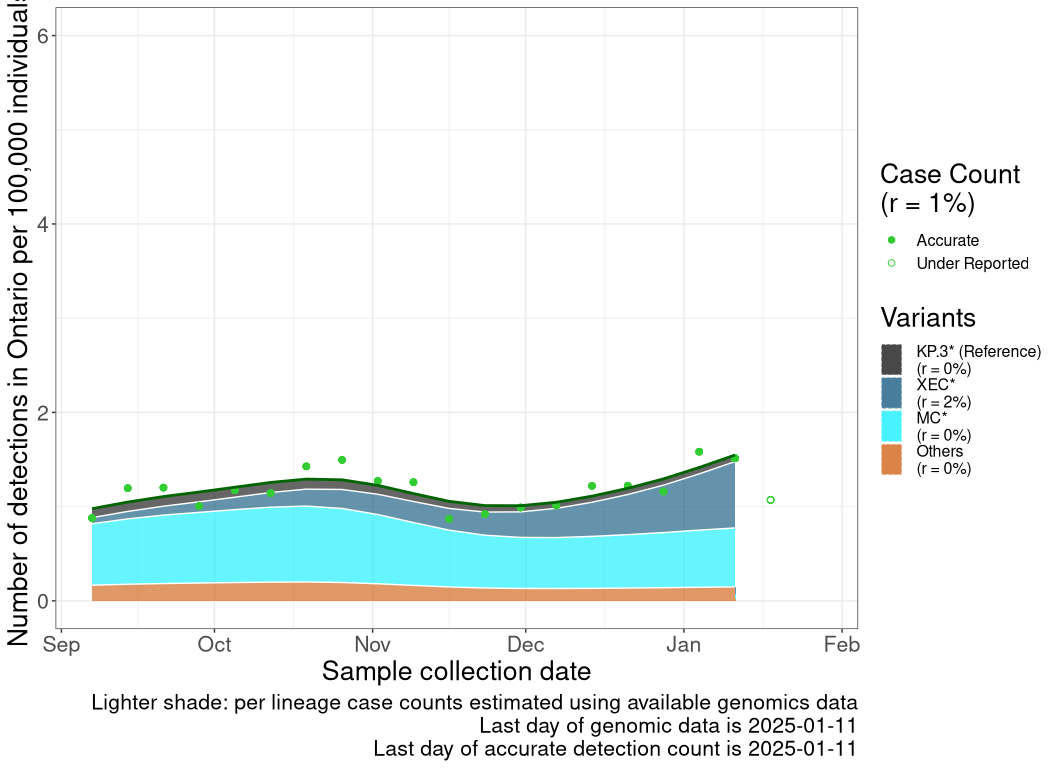 Number of detections in Ontario per 100,000 individuals
6
4
2
0
Sep
Oct
Nov
Dec
Jan
Feb
Sample collection date
Lighter shade: per lineage case counts estimated using available genomics data
Last day of genomic data is 2025-01-11
Last day of accurate detection count is 2025-01-11
Case Count
(r = 1%)
Accurate
Under Reported
Variants
KP.3* (Reference)
(r = 0%)
XEC*
(r = 2%)
MC*
(r = 0%)
Others
(r = 0%)